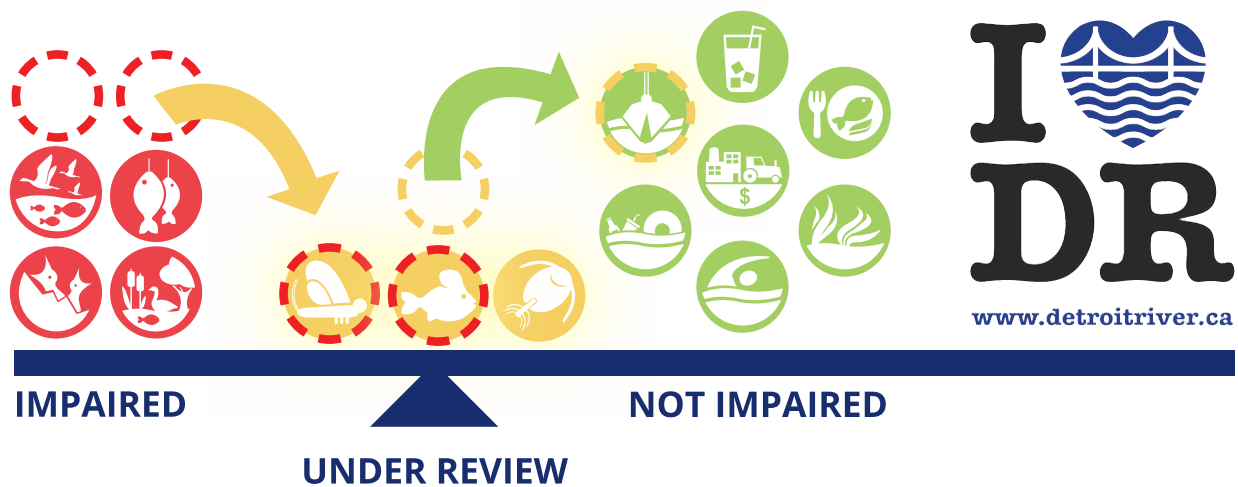 I
DR
$
www.detroitriver.ca
IMPAIRED
NOT IMPAIRED
UNDER REVIEW